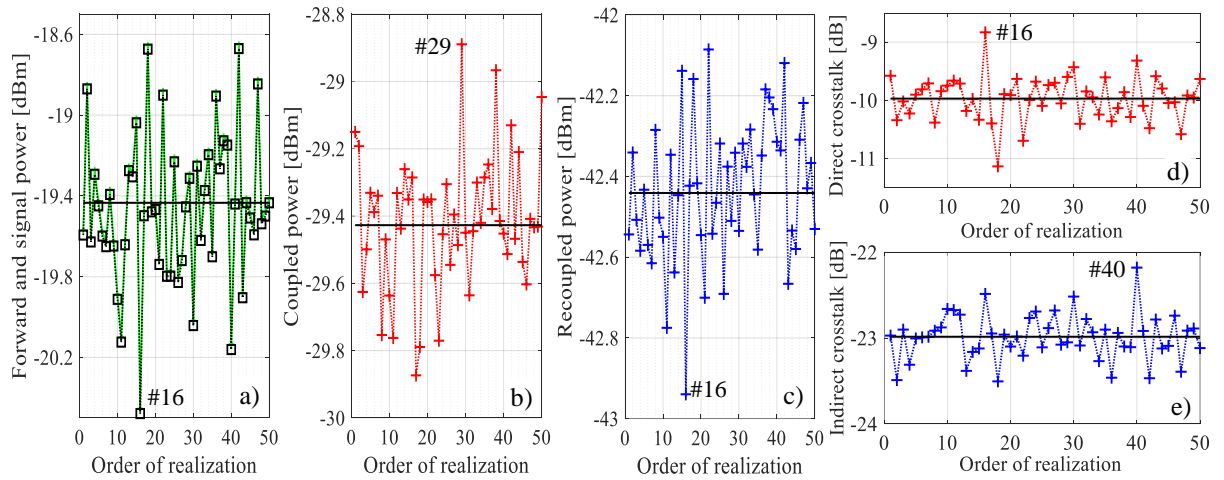 Forward and signal power [dBm]
-18.6
-19
-19.4
-19.8
-20.2
#16
a)
0 10 20 30 40 50
Order of realization
Coupled power [dBm]
-28.8
-29
-29.2
-29.4
-29.6
-29.8
-30
#29
b)
0 10 20 30 40 50
Order of realization
Recoupled power [dBm]
-42
-42.2
-42.4
-42.6
-42.8
-43
#16
c)
0 10 20 30 40 50
Order of realization
Direct crosstalk [dB]
-9
-10
-11
#16
d)
0 10 20 30 40 50
Order of realization
Indirect crosstalk [dB]
-22
-23
-24
#40
e)
0 10 20 30 40 50
Order of realization